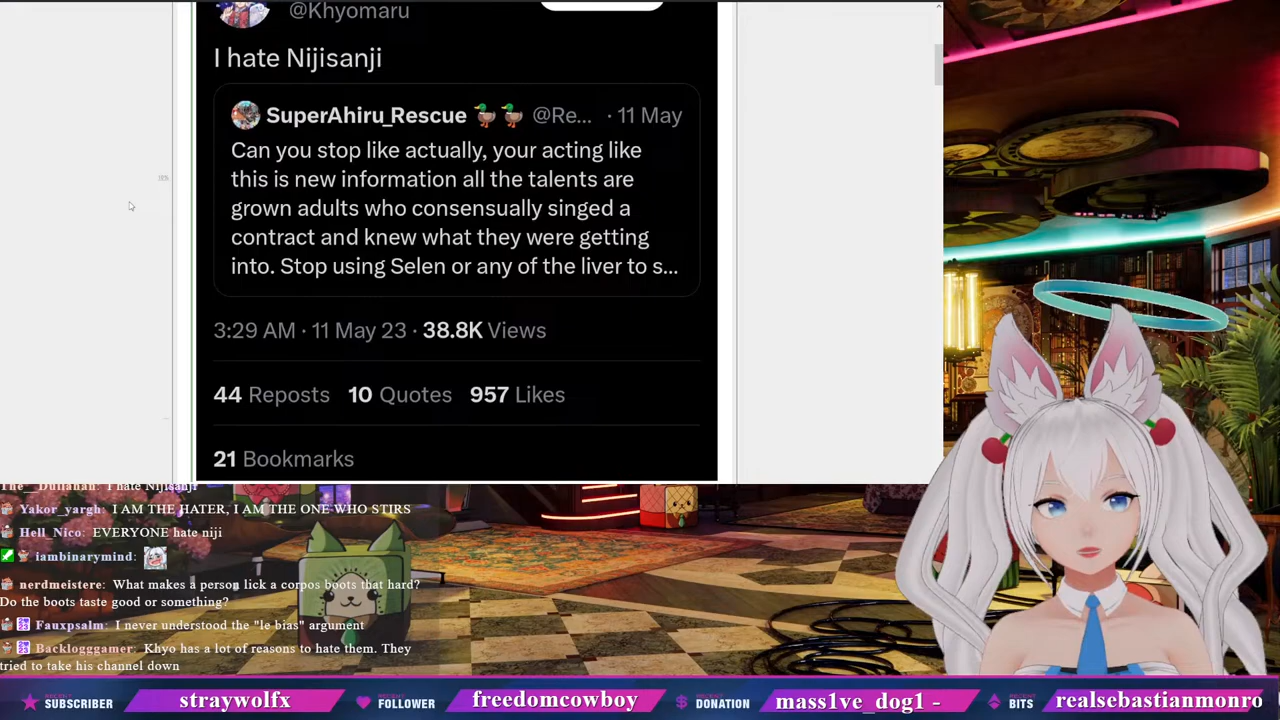 @Khyomaru
I hate Nijisanji
SuperAhiru_Rescue 🦆🦆 @Re... · 11 May
Can you stop like actually, your acting like
this is new information all the talents are
grown adults who consensually singed a
contract and knew what they were getting
into. Stop using Selen or any of the liver to s...
3:29 AM · 11 May 23 · 38.8K Views
44 Reposts 10 Quotes 957 Likes
21 Bookmarks
The__Dullahan: I hate Nijisanji
Yakor_yargh: I AM THE HATER, I AM THE ONE WHO STIRS
Hell_Nico: EVERYONE hate niji
iambinarymind:
nerdmeistere: What makes a person lick a corpos boots that hard?
Do the boots taste good or something?
Fauxpsalm: I never understood the "le bias" argument
Backlogggamer: Khyo has a lot of reasons to hate them. They
tried to take his channel down
RECENT SUBSCRIBER straywolfx RECENT FOLLOWER freedomcowboy RECENT DONATION mass1ve_dog1 - RECENT BITS realsebastianmonro